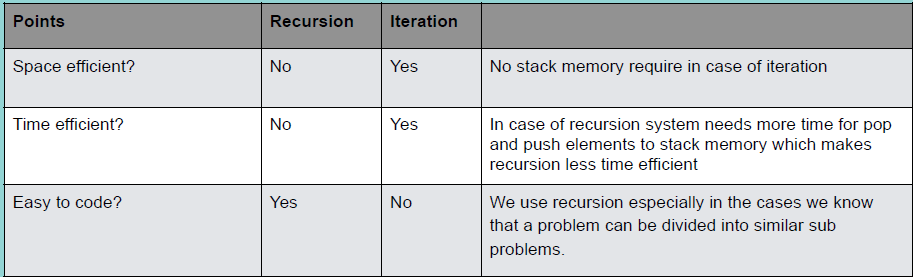 Points Recursion Iteration
Space efficient? No Yes No stack memory require in case of iteration
Time efficient? No Yes In case of recursion system needs more time for pop
and push elements to stack memory which makes
recursion less time efficient
Easy to code? Yes No We use recursion especially in the cases we know
that a problem can be divided into similar sub
problems.